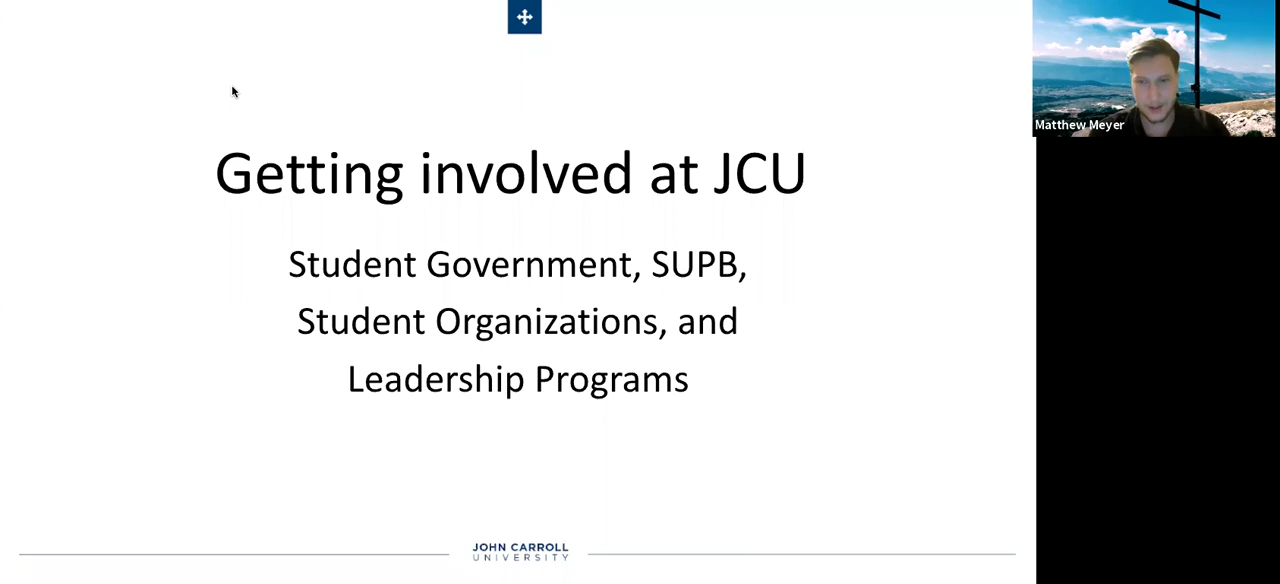 Getting involved at JCU
Student Government, SUPB,
Student Organizations, and
Leadership Programs
JOHN CARROLL
UNIVERSITY
Matthew Meyer